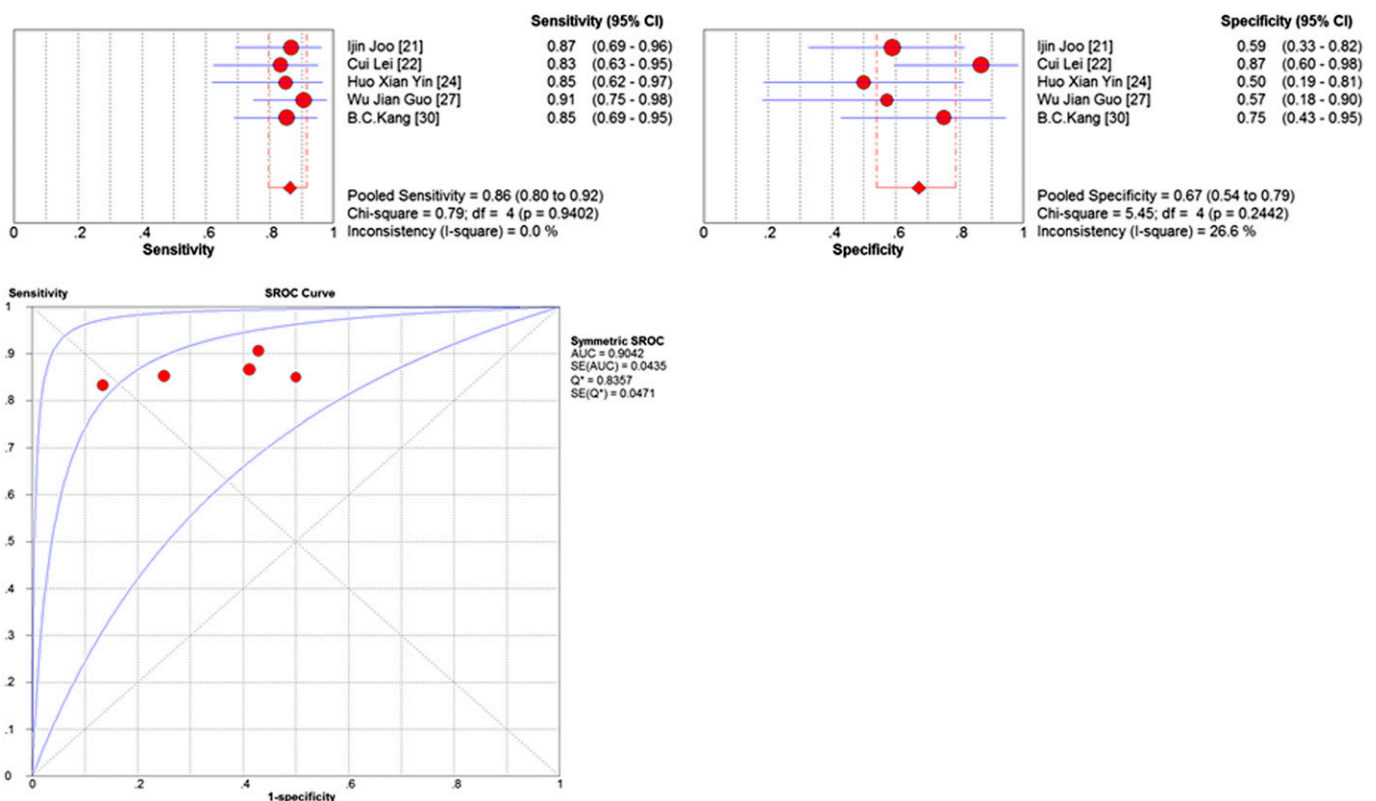 Sensitivity (95% CI)
Ijin Joo [21] 0.87 (0.69 - 0.96)
Cui Lei [22] 0.83 (0.63 - 0.95)
Huo Xian Yin [24] 0.85 (0.62 - 0.97)
Wu Jian Guo [27] 0.91 (0.75 - 0.98)
B.C.Kang [30] 0.85 (0.69 - 0.95)
Pooled Sensitivity = 0.86 (0.80 to 0.92)
Chi-square = 0.79; df = 4 (p = 0.9402)
Inconsistency (I-square) = 0.0 %
0 .2 .4 .6 .8 1
Sensitivity
Specificity (95% CI)
Ijin Joo [21] 0.59 (0.33 - 0.82)
Cui Lei [22] 0.87 (0.60 - 0.98)
Huo Xian Yin [24] 0.50 (0.19 - 0.81)
Wu Jian Guo [27] 0.57 (0.18 - 0.90)
B.C.Kang [30] 0.75 (0.43 - 0.95)
Pooled Specificity = 0.67 (0.54 to 0.79)
Chi-square = 5.45; df = 4 (p = 0.2442)
Inconsistency (I-square) = 26.6 %
0 .2 .4 .6 .8 1
Specificity
Sensitivity SROC Curve
1
.9
.8
.7
.6
.5
.4
.3
.2
.1
0
0 .2 .4 .6 .8 1
1-specificity
Symmetric SROC
AUC = 0.9042
SE(AUC) = 0.0435
Q* = 0.8357
SE(Q*) = 0.0471